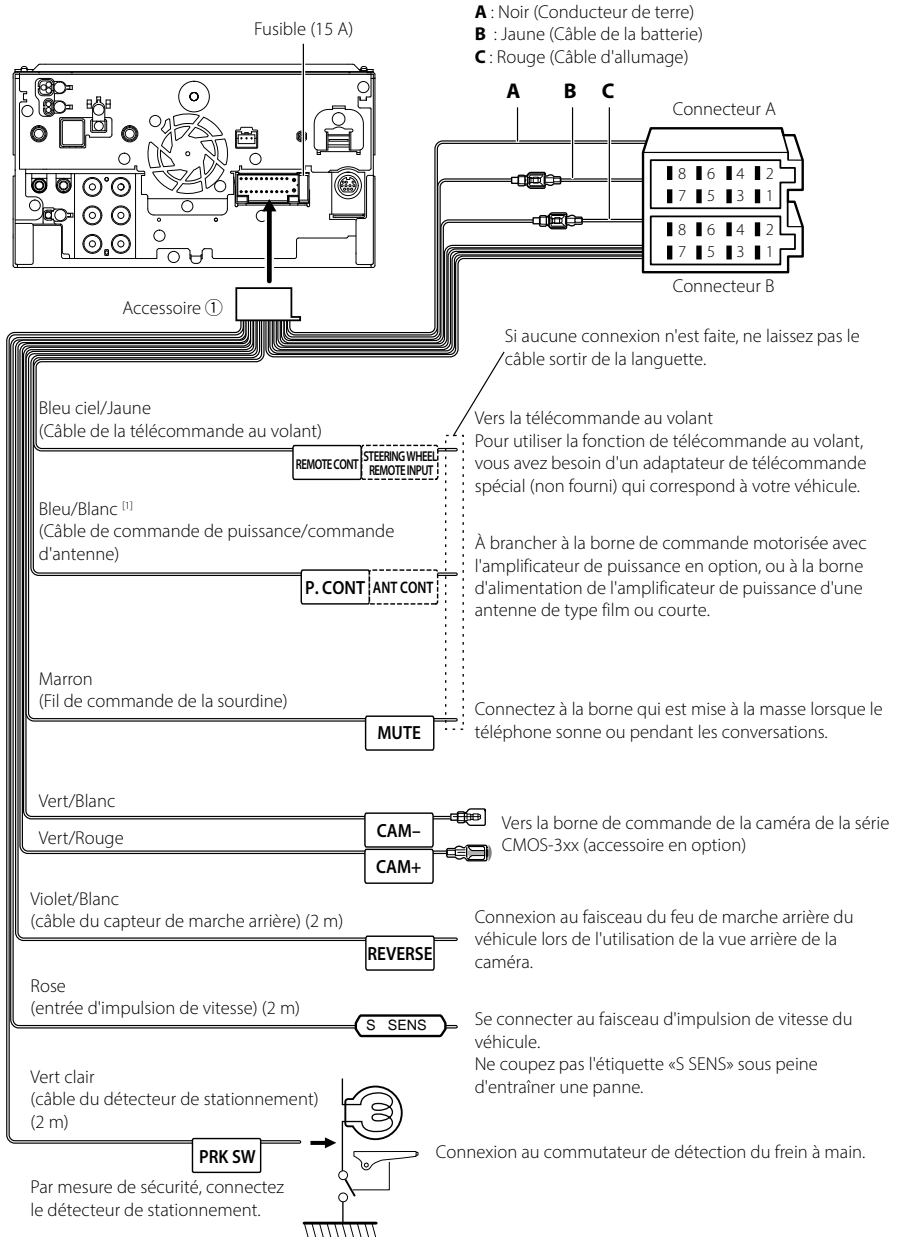 Fusible (15 A)
A : Noir (Conducteur de terre)
B : Jaune (Câble de la batterie)
C : Rouge (Câble d'allumage)
A B C
Connecteur A
8 6 4 2
7 5 3 1
8 6 4 2
7 5 3 1
Connecteur B
Accessoire ①
Si aucune connexion n'est faite, ne laissez pas le
câble sortir de la languette.
Bleu ciel/Jaune
(Câble de la télécommande au volant)
REMOTE CONT
STEERING WHEEL
REMOTE INPUT
Vers la télécommande au volant
Pour utiliser la fonction de télécommande au volant,
vous avez besoin d'un adaptateur de télécommande
spécial (non fourni) qui correspond à votre véhicule.
Bleu/Blanc [1]
(Câble de commande de puissance/commande
d'antenne)
P. CONT ANT CONT
À brancher à la borne de commande motorisée avec
l'amplificateur de puissance en option, ou à la borne
d'alimentation de l'amplificateur de puissance d'une
antenne de type film ou courte.
Marron
(Fil de commande de la sourdine)
MUTE
Connectez à la borne qui est mise à la masse lorsque le
téléphone sonne ou pendant les conversations.
Vert/Blanc
CAM–
Vert/Rouge
CAM+
Vers la borne de commande de la caméra de la série
CMOS-3xx (accessoire en option)
Violet/Blanc
(câble du capteur de marche arrière) (2 m)
REVERSE
Connexion au faisceau du feu de marche arrière du
véhicule lors de l'utilisation de la vue arrière de la
caméra.
Rose
(entrée d'impulsion de vitesse) (2 m)
S SENS
Se connecter au faisceau d'impulsion de vitesse du
véhicule.
Ne coupez pas l'étiquette «S SENS» sous peine
d'entraîner une panne.
Vert clair
(câble du détecteur de stationnement)
(2 m)
PRK SW
Connexion au commutateur de détection du frein à main.
Par mesure de sécurité, connectez
le détecteur de stationnement.